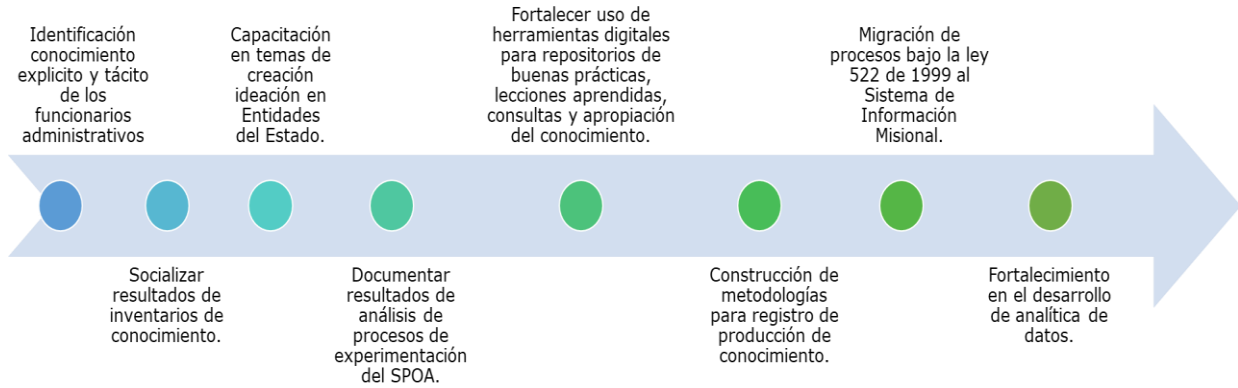 Identificación
conocimiento
explicito y tácito
de los
funcionarios
administrativos
Socializar
resultados de
inventarios de
conocimiento.
Capacitación
en temas de
creación
ideación en
Entidades
del Estado.
Documentar
resultados de
análisis de
procesos de
experimentación
del SPOA.
Fortalecer uso de
herramientas digitales
para repositorios de
buenas prácticas,
lecciones aprendidas,
consultas y apropiación
del conocimiento.
Construcción de
metodologías
para registro de
producción de
conocimiento.
Migración de
procesos bajo la ley
522 de 1999 al
Sistema de
Información
Misional.
Fortalecimiento
en el desarrollo
de analítica de
datos.